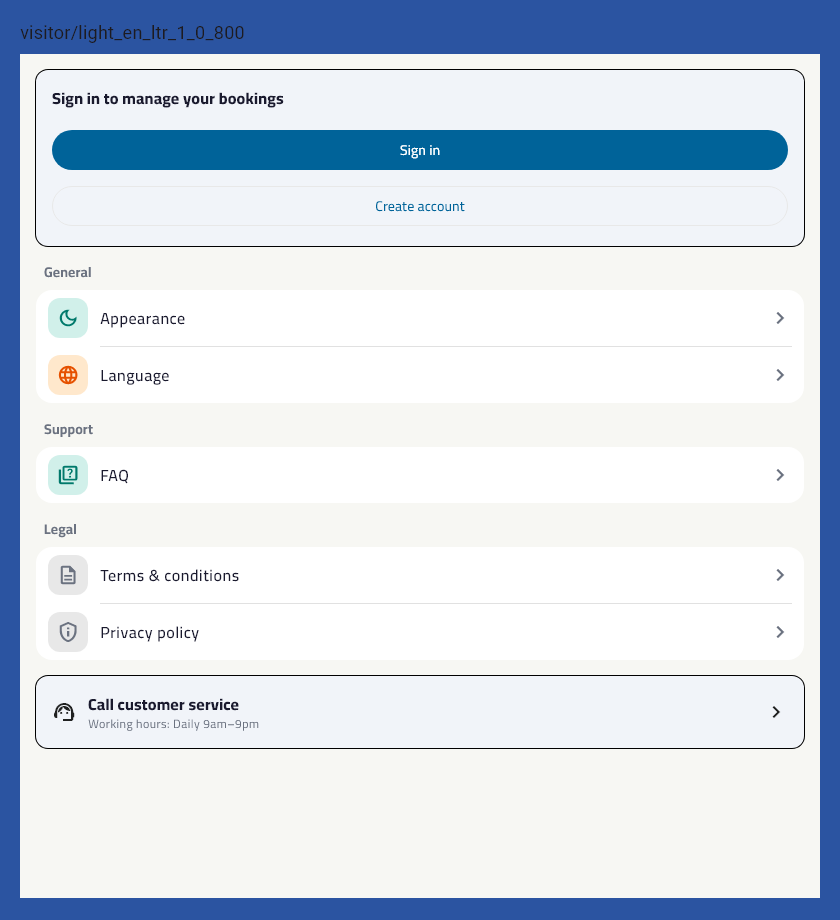 visitor/light_en_ltr_1_0_800
Sign in to manage your bookings
Sign in
Create account
General
Appearance
Language
Support
FAQ
Legal
Terms & conditions
Privacy policy
Call customer service
Working hours: Daily 9am–9pm